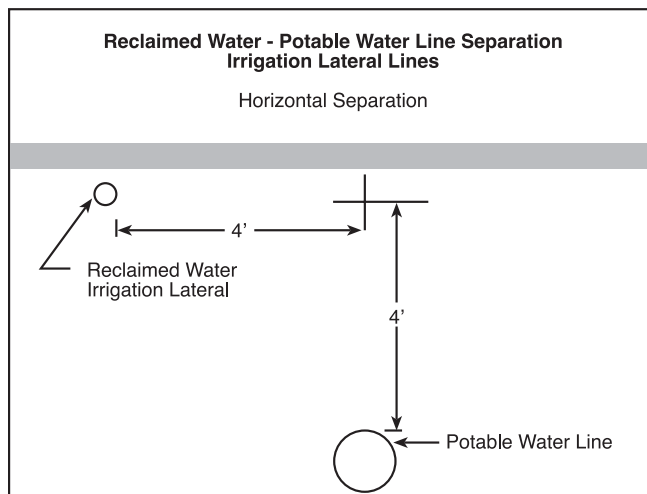 Reclaimed Water - Potable Water Line Separation
Irrigation Lateral Lines
Horizontal Separation
4'
Reclaimed Water
Irrigation Lateral
4'
Potable Water Line